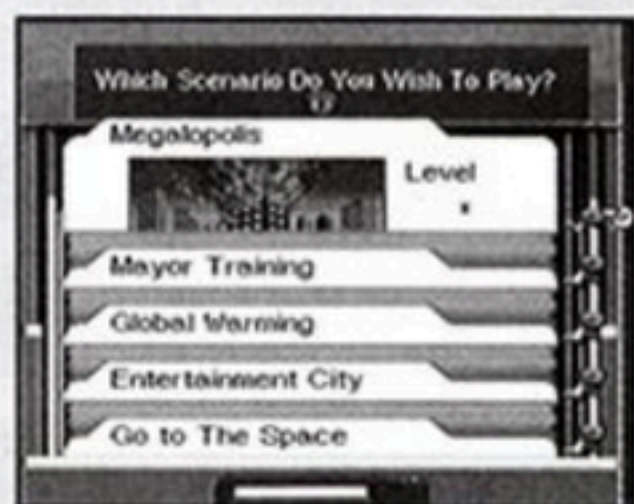 Which Scenario Do You Wish To Play?
Megalopolis
Level
Mayor Training
Global Warming
Entertainment City
Go to The Space